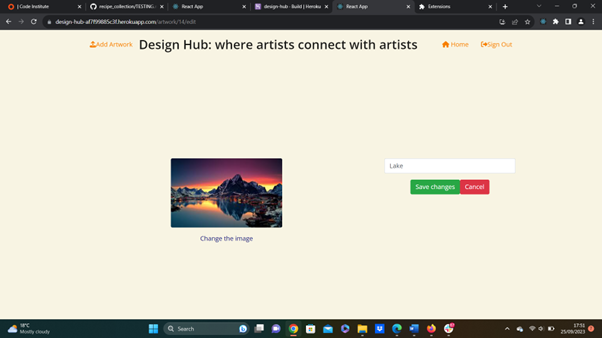 | Code Institute
recipe_collection/TESTING.
React App
design-hub · Build | Heroku
React App
Extensions
design-hub-af7f99885c3f.herokuapp.com/artwork/14/edit
Add Artwork
Design Hub: where artists connect with artists
Home
Sign Out
Lake
Save changes
Cancel
Change the image
18°C
Mostly cloudy
Search
17:51
25/09/2023